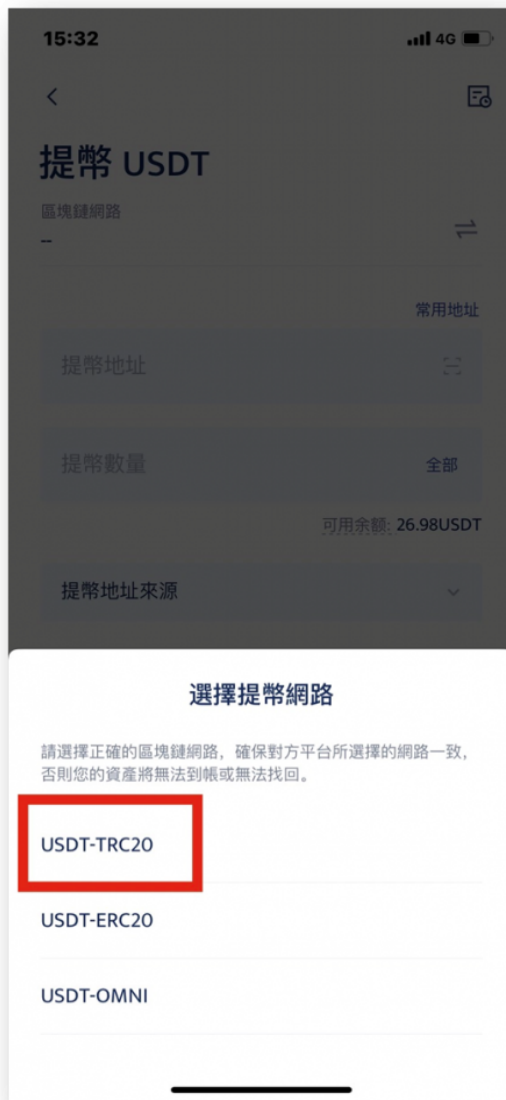 15:32
4G
提幣 USDT
區塊鏈網路
--
常用地址
提幣地址
提幣數量
全部
可用余額: 26.98USDT
提幣地址來源
選擇提幣網路
請選擇正確的區塊鏈網路，確保對方平台所選擇的網路一致，
否則您的資產將無法到帳或無法找回。
USDT-TRC20
USDT-ERC20
USDT-OMNI